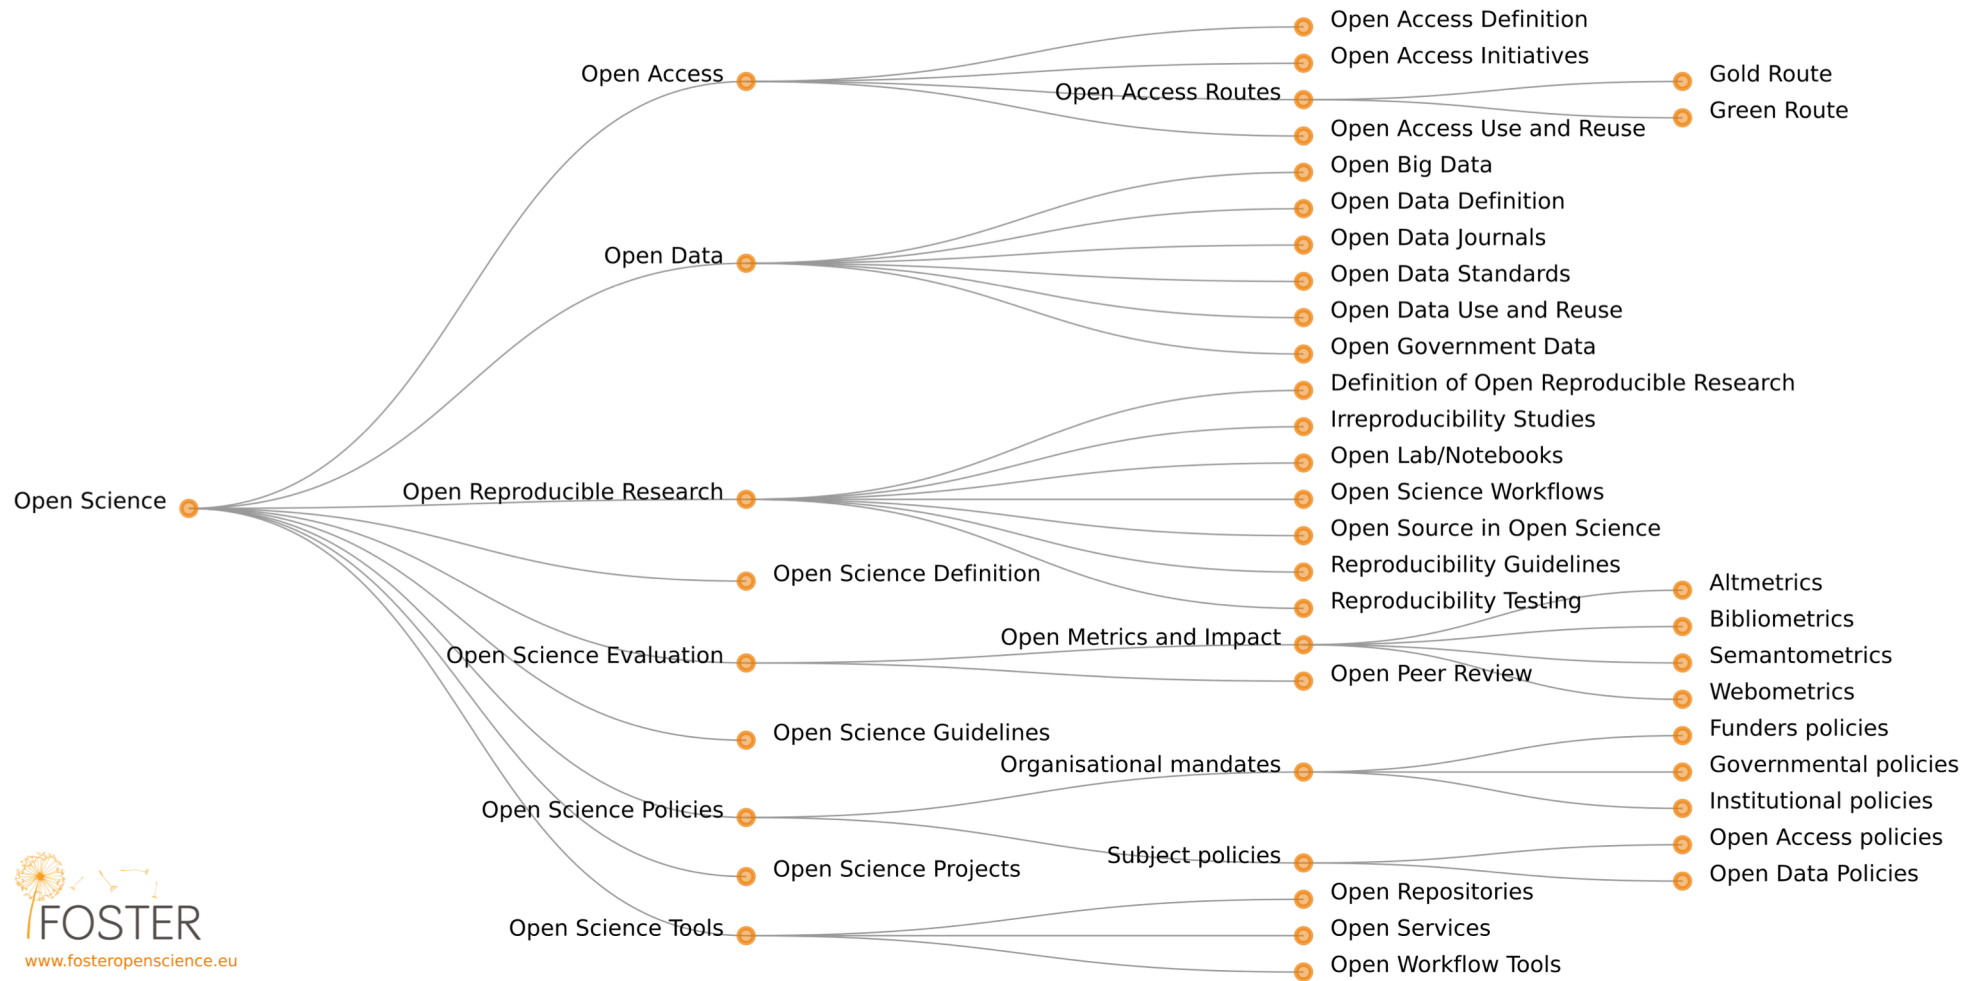 Open Science
Open Access
Open Access Definition
Open Access Initiatives
Open Access Routes
Gold Route
Green Route
Open Access Use and Reuse
Open Data
Open Big Data
Open Data Definition
Open Data Journals
Open Data Standards
Open Data Use and Reuse
Open Government Data
Open Reproducible Research
Definition of Open Reproducible Research
Irreproducibility Studies
Open Lab/Notebooks
Open Science Workflows
Open Source in Open Science
Reproducibility Guidelines
Reproducibility Testing
Open Science Definition
Open Science Evaluation
Open Metrics and Impact
Altmetrics
Bibliometrics
Semantometrics
Webometrics
Open Peer Review
Open Science Guidelines
Open Science Policies
Organisational mandates
Funders policies
Governmental policies
Institutional policies
Subject policies
Open Access policies
Open Data Policies
Open Science Projects
Open Science Tools
Open Repositories
Open Services
Open Workflow Tools
FOSTER
www.fosteropenscience.eu